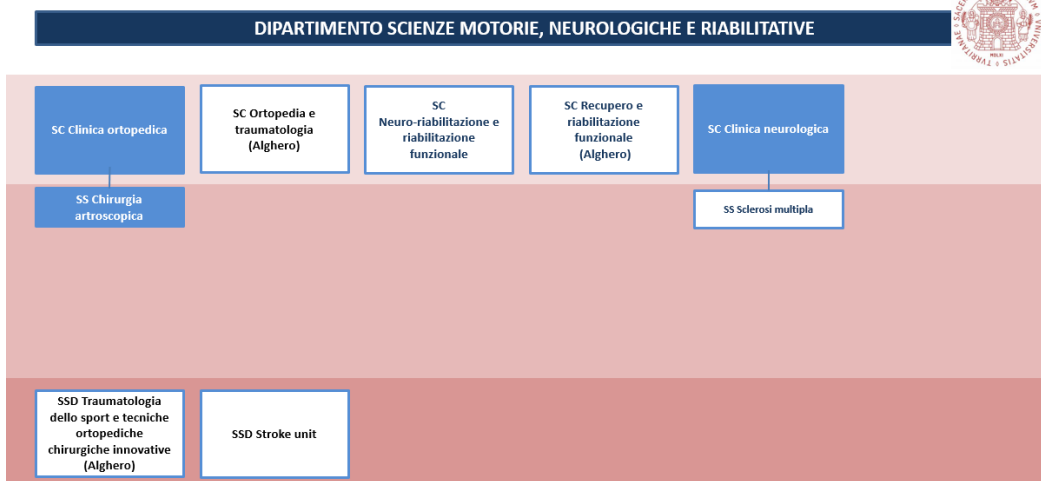 DIPARTIMENTO SCIENZE MOTORIE, NEUROLOGICHE E RIABILITATIVE
SC Clinica ortopedica
SC Ortopedia e
traumatologia
(Alghero)
SC
Neuro-riabilitazione e
riabilitazione
funzionale
SC Recupero e
riabilitazione
funzionale
(Alghero)
SC Clinica neurologica
SS Chirurgia
artroscopica
SS Sclerosi multipla
SSD Traumatologia
dello sport e tecniche
ortopediche
chirurgiche innovative
(Alghero)
SSD Stroke unit